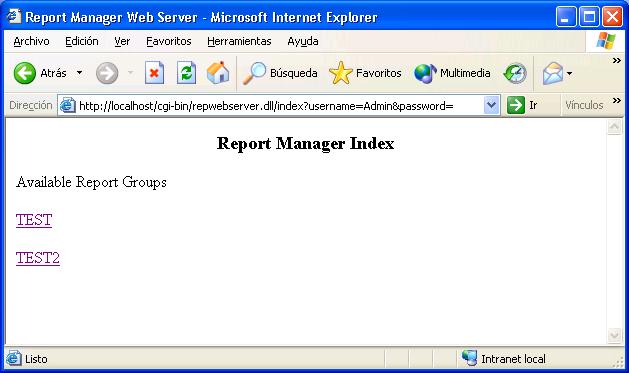 Report Manager Web Server - Microsoft Internet Explorer
Archivo Edición Ver Favoritos Herramientas Ayuda
Atrás Búsqueda Favoritos Multimedia
Dirección http://localhost/cgi-bin/repwebserver.dll/index?username=Admin&password= Ir Vínculos
Report Manager Index
Available Report Groups
TEST
TEST2
Listo Intranet local